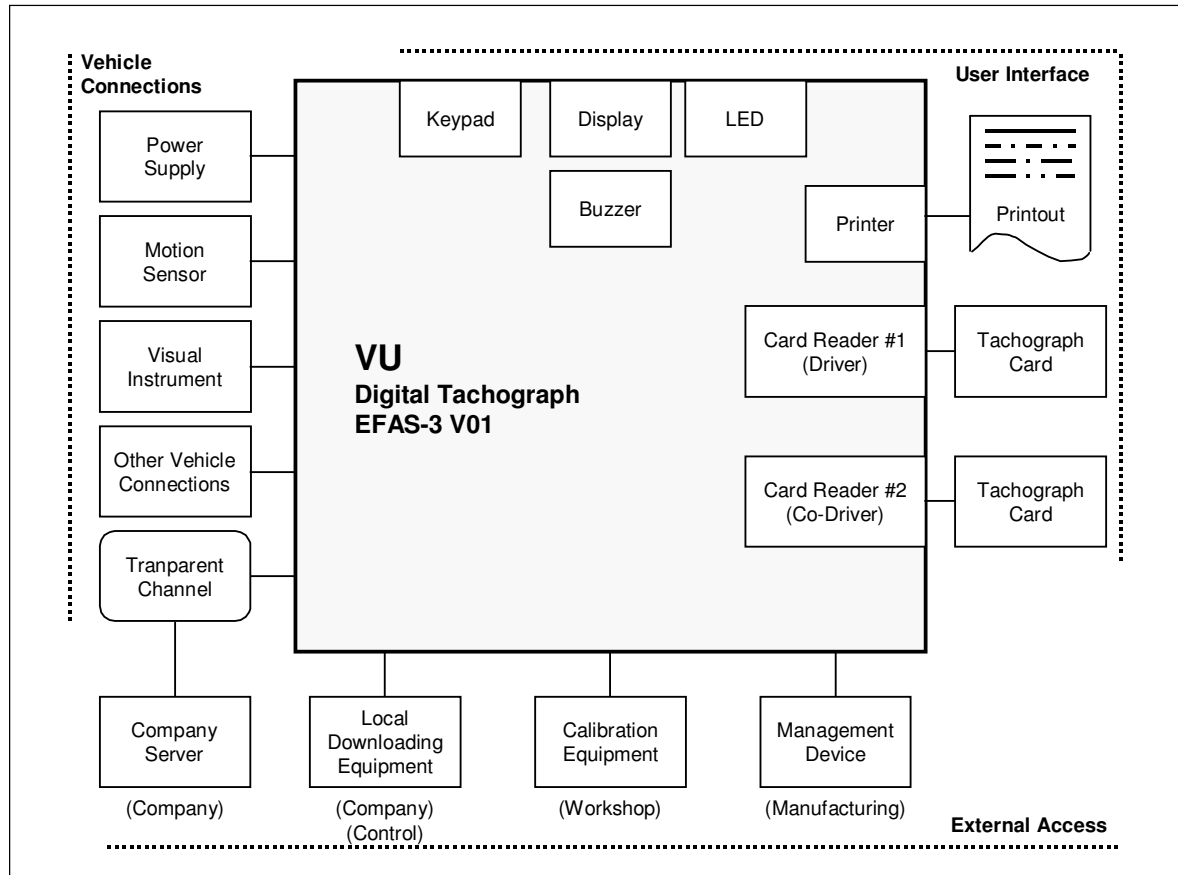 Vehicle
Connections
User Interface
Keypad
Display
LED
Power
Supply
Buzzer
Printer
Printout
Motion
Sensor
Visual
Instrument
VU
Digital Tachograph
EFAS-3 V01
Card Reader #1
(Driver)
Tachograph
Card
Other Vehicle
Connections
Card Reader #2
(Co-Driver)
Tachograph
Card
Tranparent
Channel
Company
Server
(Company)
Local
Downloading
Equipment
(Company)
(Control)
Calibration
Equipment
(Workshop)
Management
Device
(Manufacturing)
External Access